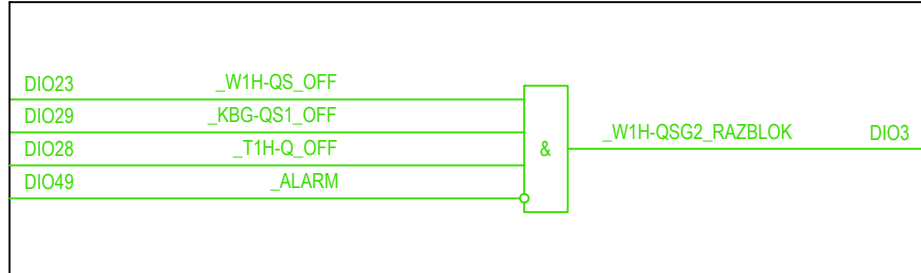 DIO23 _W1H-QS_OFF
DIO29 _KBG-QS1_OFF
DIO28 _T1H-Q_OFF
DIO49 _ALARM
& _W1H-QSG2_RAZBLOK DIO3